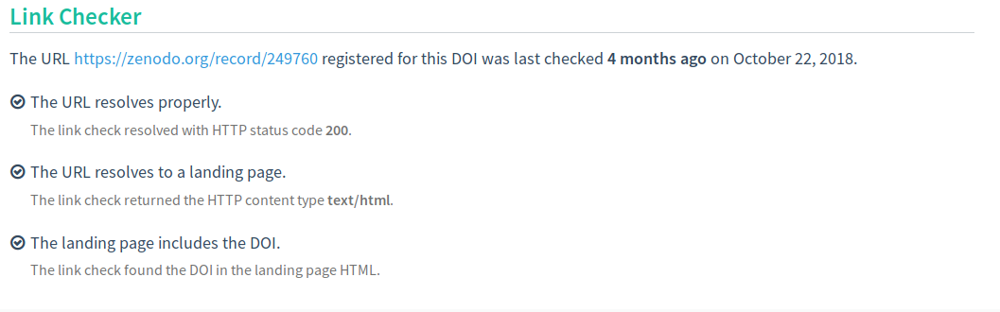 Link Checker
The URL https://zenodo.org/record/249760 registered for this DOI was last checked 4 months ago on October 22, 2018.
The URL resolves properly.
The link check resolved with HTTP status code 200.
The URL resolves to a landing page.
The link check returned the HTTP content type text/html.
The landing page includes the DOI.
The link check found the DOI in the landing page HTML.